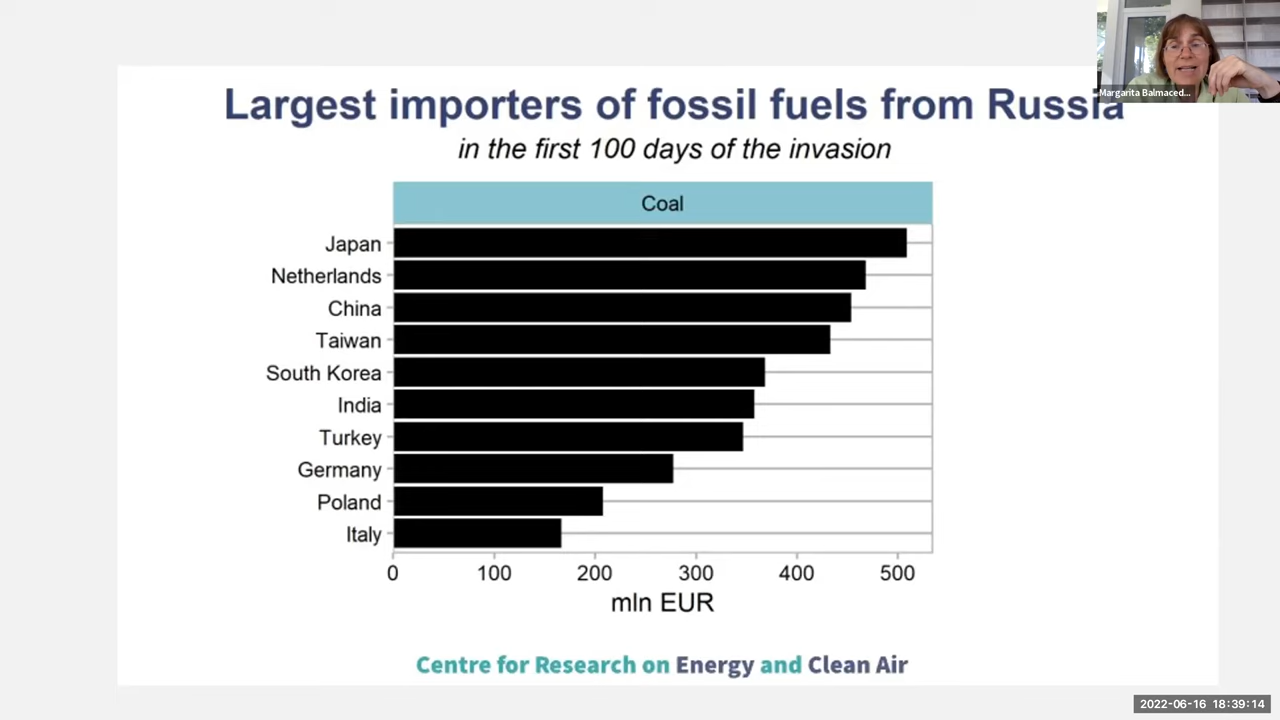 Margarita Balmaced...
Largest importers of fossil fuels from Russia
in the first 100 days of the invasion
Coal
Japan
Netherlands
China
Taiwan
South Korea
India
Turkey
Germany
Poland
Italy
0 100 200 300 400 500
mln EUR
Centre for Research on Energy and Clean Air
2022-06-16 18:39:14